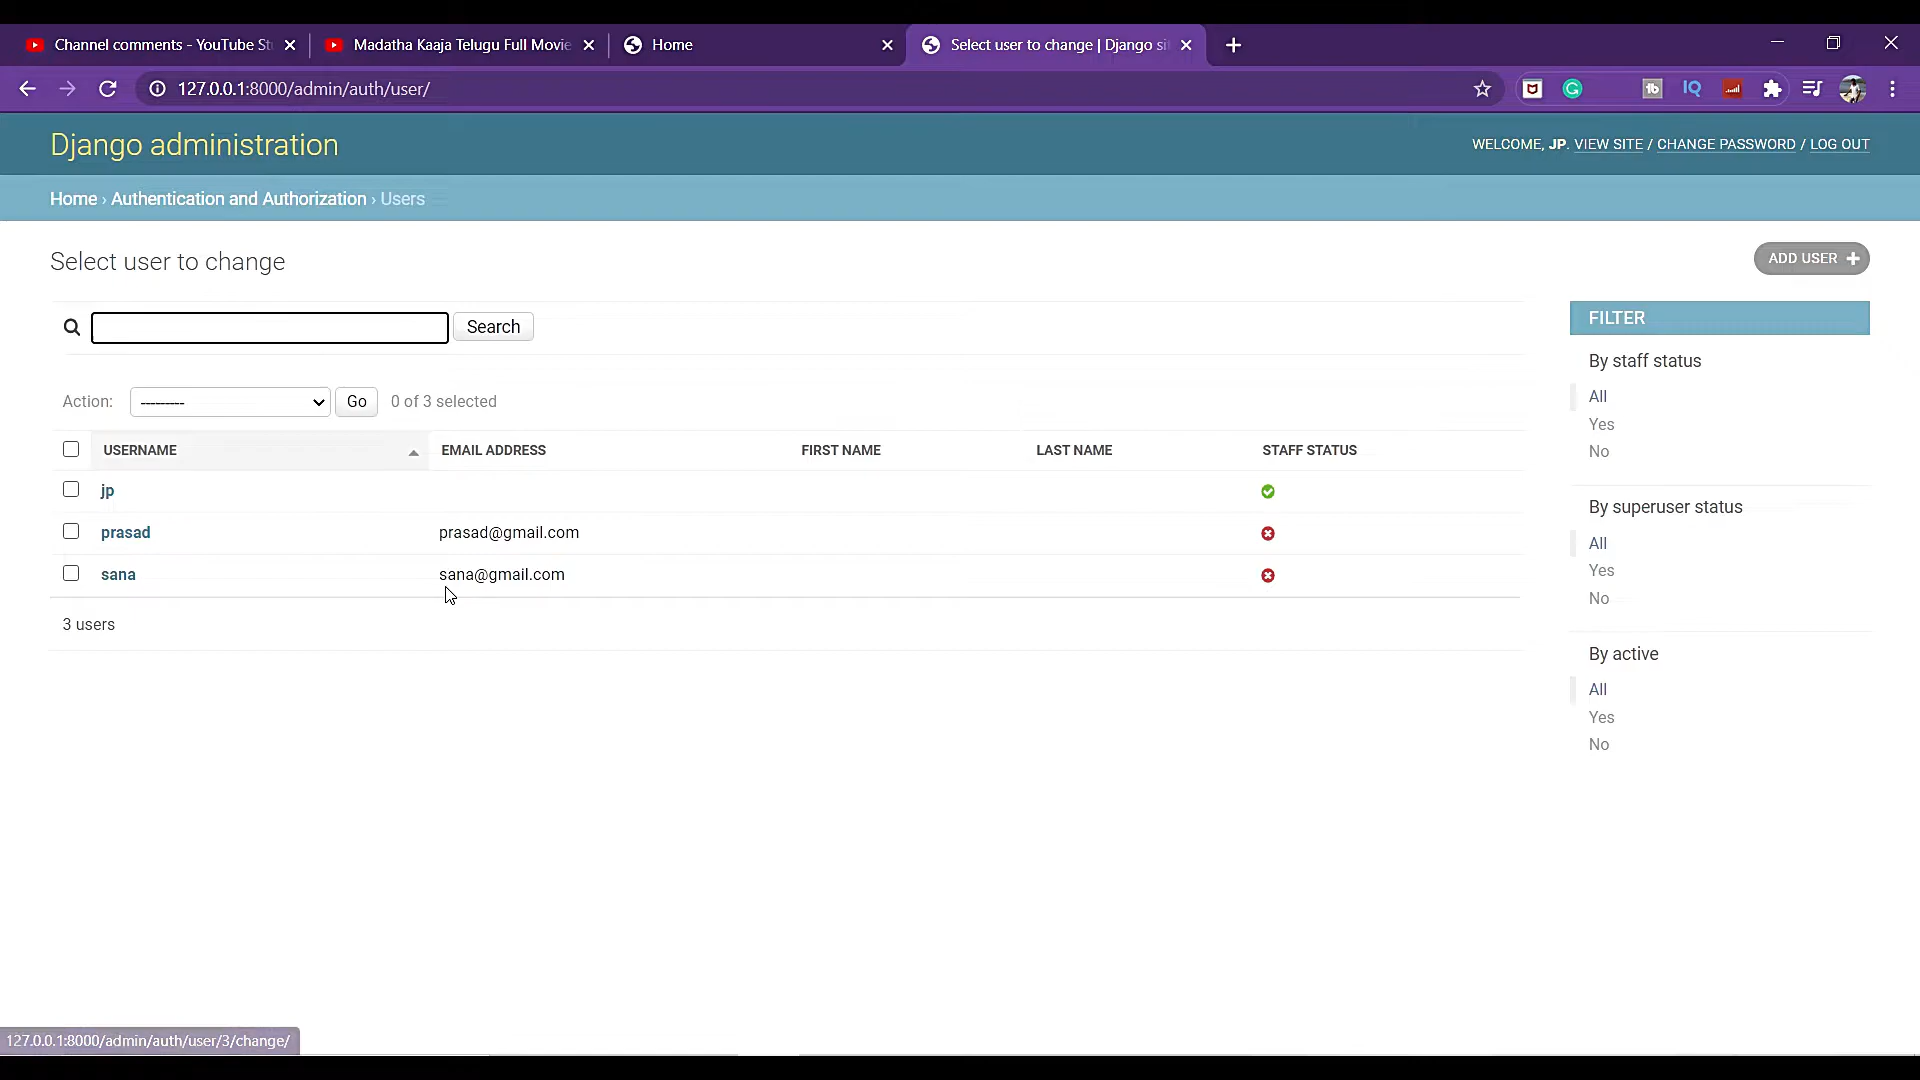 Channel comments - YouTube St
Madatha Kaaja Telugu Full Movie
Home
Select user to change | Django si
127.0.0.1:8000/admin/auth/user/
Django administration
WELCOME, JP. VIEW SITE / CHANGE PASSWORD / LOG OUT
Home › Authentication and Authorization › Users
Select user to change
ADD USER +
Search
Action: --------- Go 0 of 3 selected
USERNAME EMAIL ADDRESS FIRST NAME LAST NAME STAFF STATUS
jp
prasad prasad@gmail.com
sana sana@gmail.com
3 users
FILTER
By staff status
All
Yes
No
By superuser status
All
Yes
No
By active
All
Yes
No
127.0.0.1:8000/admin/auth/user/3/change/